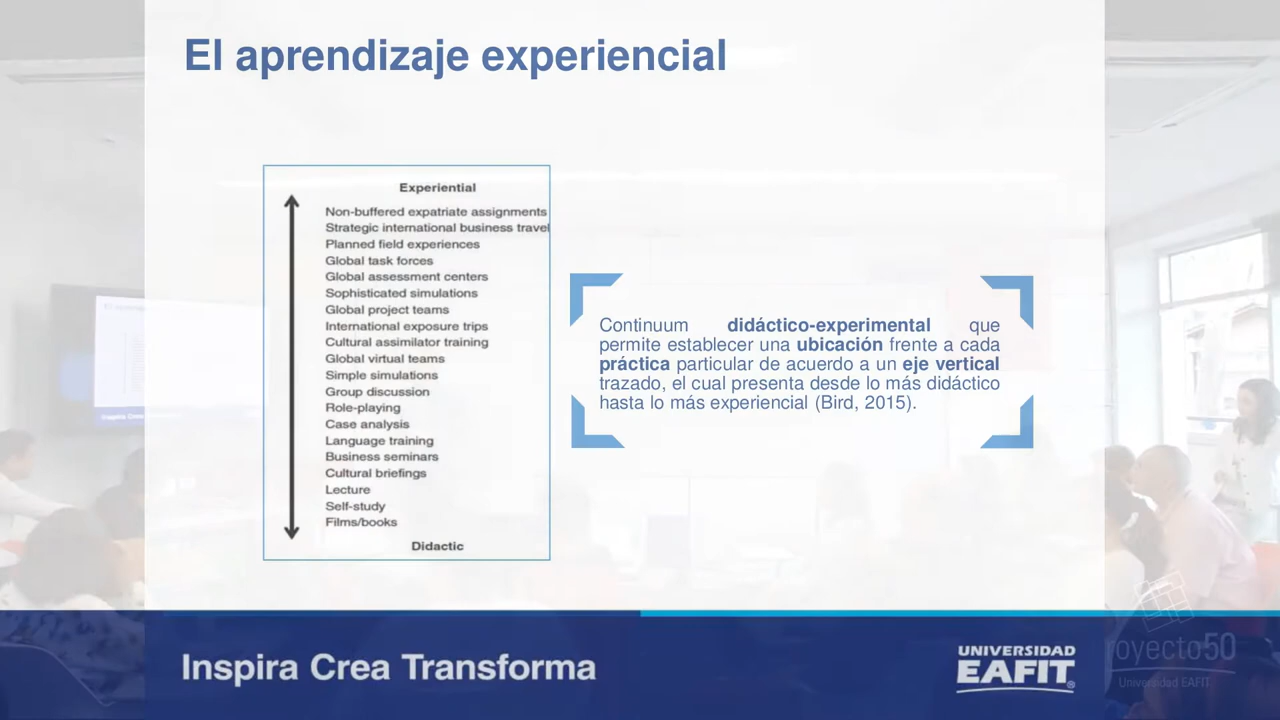 El aprendizaje experiencial
Experiential
Non-buffered expatriate assignments
Strategic international business travel
Planned field experiences
Global task forces
Global assessment centers
Sophisticated simulations
Global project teams
International exposure trips
Cultural assimilator training
Global virtual teams
Simple simulations
Group discussion
Role-playing
Case analysis
Language training
Business seminars
Cultural briefings
Lecture
Self-study
Films/books
Didactic
Continuum didáctico-experimental que
permite establecer una ubicación frente a cada
práctica particular de acuerdo a un eje vertical
trazado, el cual presenta desde lo más didáctico
hasta lo más experiencial (Bird, 2015).
Inspira Crea Transforma
UNIVERSIDAD
EAFIT®
royecto50
Universidad EAFIT